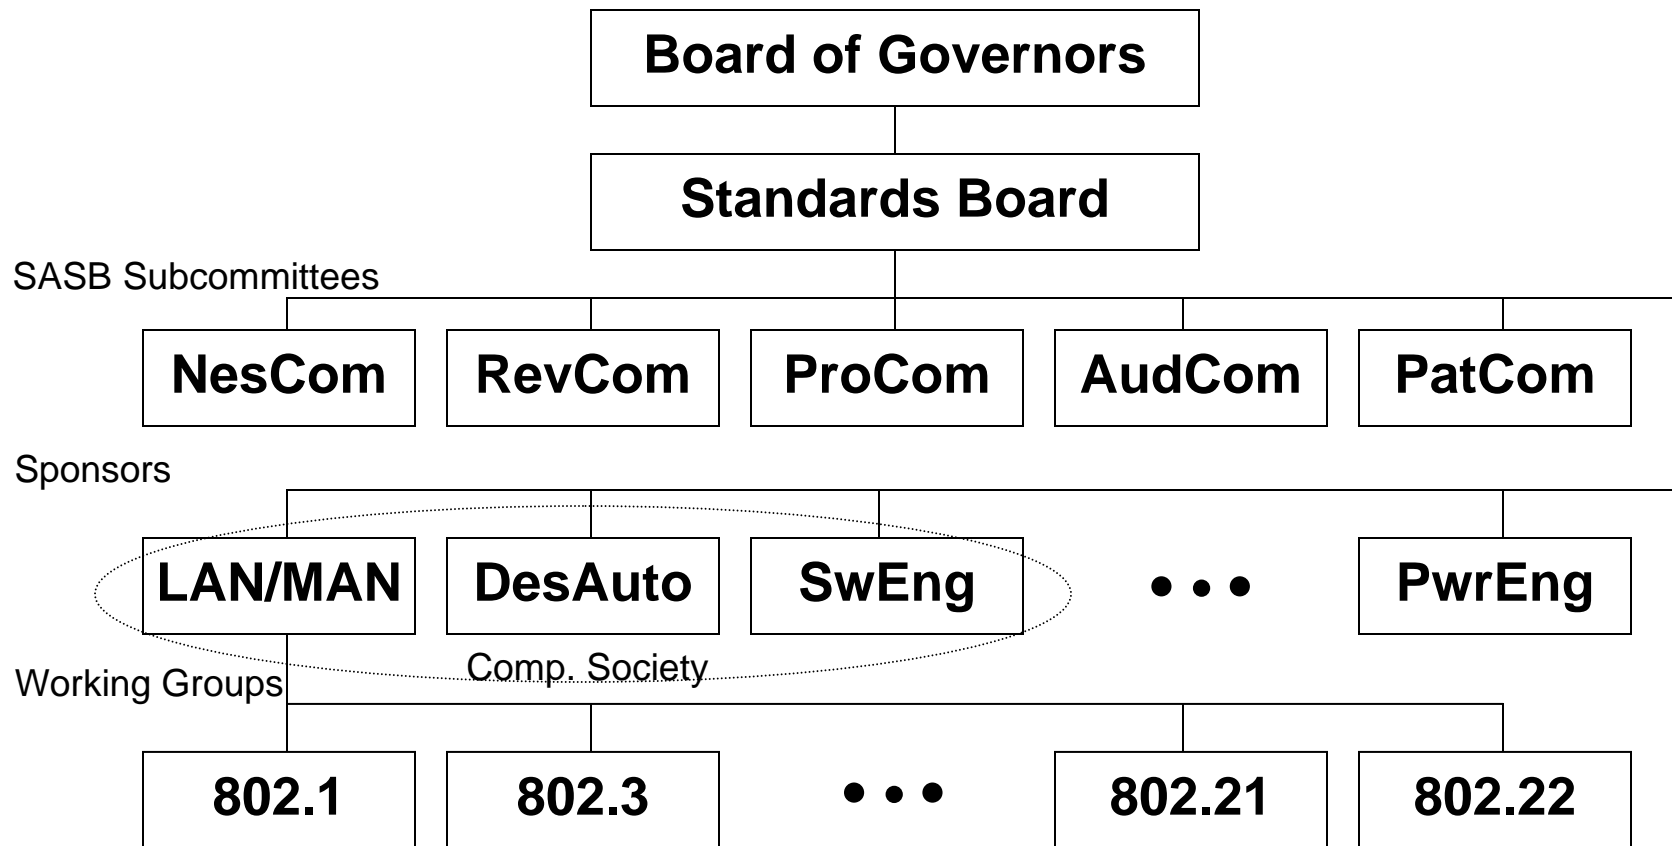 Board of Governors
Standards Board
SASB Subcommittees
NesCom
RevCom
ProCom
AudCom
PatCom
Sponsors
LAN/MAN
DesAuto
SwEng
• • •
PwrEng
Comp. Society
Working Groups
802.1
802.3
• • •
802.21
802.22